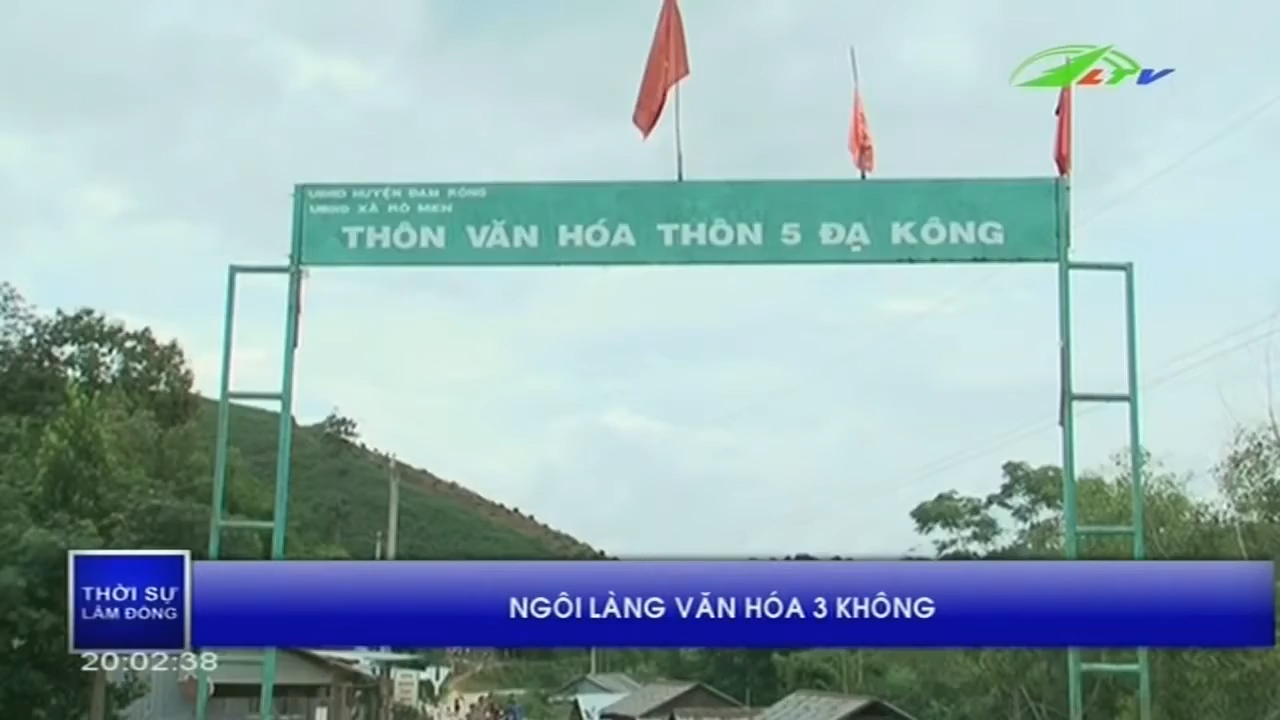 LTV
UBND HUYỆN ĐAM RÔNG
UBND XÃ RÔ MEN
THÔN VĂN HÓA THÔN 5 ĐẠ KÔNG
THỜI SỰ
LÂM ĐỒNG
NGÔI LÀNG VĂN HÓA 3 KHÔNG
20:02:38